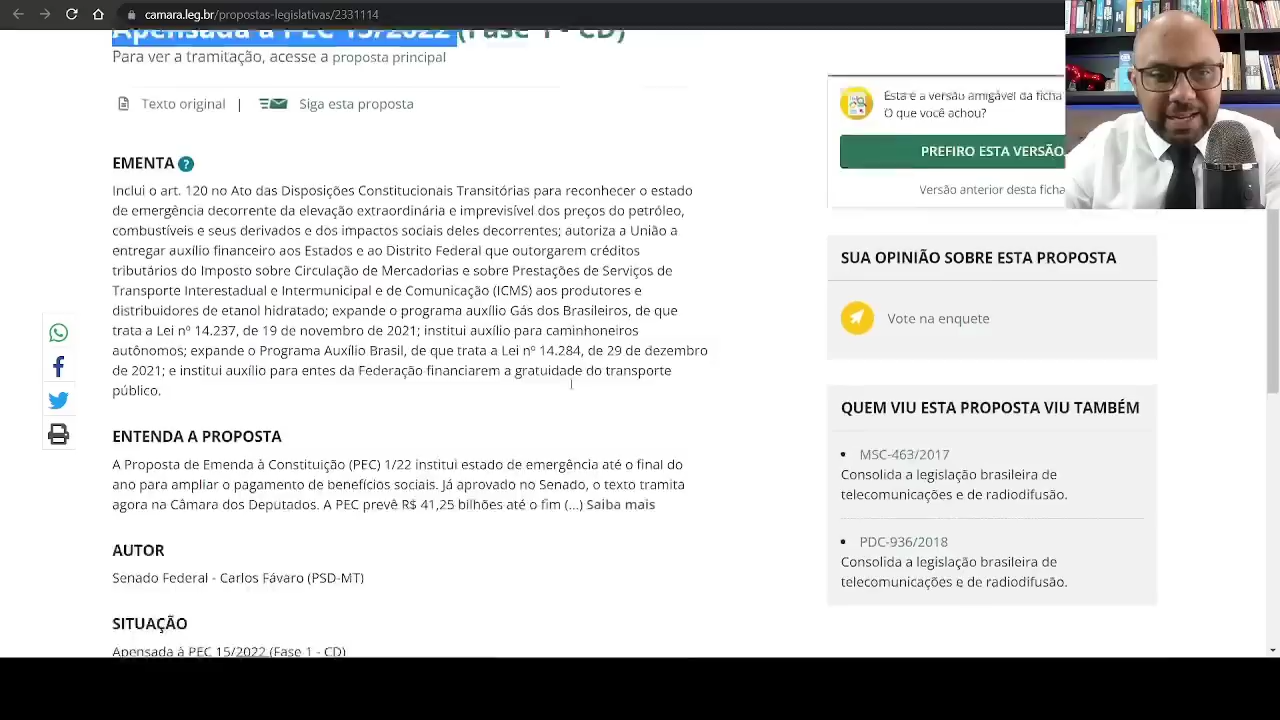 camara.leg.br/propostas-legislativas/2331114
Apensada à PEC 15/2022 (Fase 1 - CD)
Para ver a tramitação, acesse a proposta principal
Texto original | Siga esta proposta
EMENTA ?
Inclui o art. 120 no Ato das Disposições Constitucionais Transitórias para reconhecer o estado
de emergência decorrente da elevação extraordinária e imprevisível dos preços do petróleo,
combustíveis e seus derivados e dos impactos sociais deles decorrentes; autoriza a União a
entregar auxílio financeiro aos Estados e ao Distrito Federal que outorgarem créditos
tributários do Imposto sobre Circulação de Mercadorias e sobre Prestações de Serviços de
Transporte Interestadual e Intermunicipal e de Comunicação (ICMS) aos produtores e
distribuidores de etanol hidratado; expande o programa auxílio Gás dos Brasileiros, de que
trata a Lei nº 14.237, de 19 de novembro de 2021; institui auxílio para caminhoneiros
autônomos; expande o Programa Auxílio Brasil, de que trata a Lei nº 14.284, de 29 de dezembro
de 2021; e institui auxílio para entes da Federação financiarem a gratuidade do transporte
público.
ENTENDA A PROPOSTA
A Proposta de Emenda à Constituição (PEC) 1/22 institui estado de emergência até o final do
ano para ampliar o pagamento de benefícios sociais. Já aprovado no Senado, o texto tramita
agora na Câmara dos Deputados. A PEC prevê R$ 41,25 bilhões até o fim (...) Saiba mais
AUTOR
Senado Federal - Carlos Fávaro (PSD-MT)
SITUAÇÃO
Apensada à PEC 15/2022 (Fase 1 - CD)
Esta é a versão amigável da ficha
O que você achou?
PREFIRO ESTA VERSÃO
Versão anterior desta ficha
SUA OPINIÃO SOBRE ESTA PROPOSTA
Vote na enquete
QUEM VIU ESTA PROPOSTA VIU TAMBÉM
MSC-463/2017
Consolida a legislação brasileira de
telecomunicações e de radiodifusão.
PDC-936/2018
Consolida a legislação brasileira de
telecomunicações e de radiodifusão.